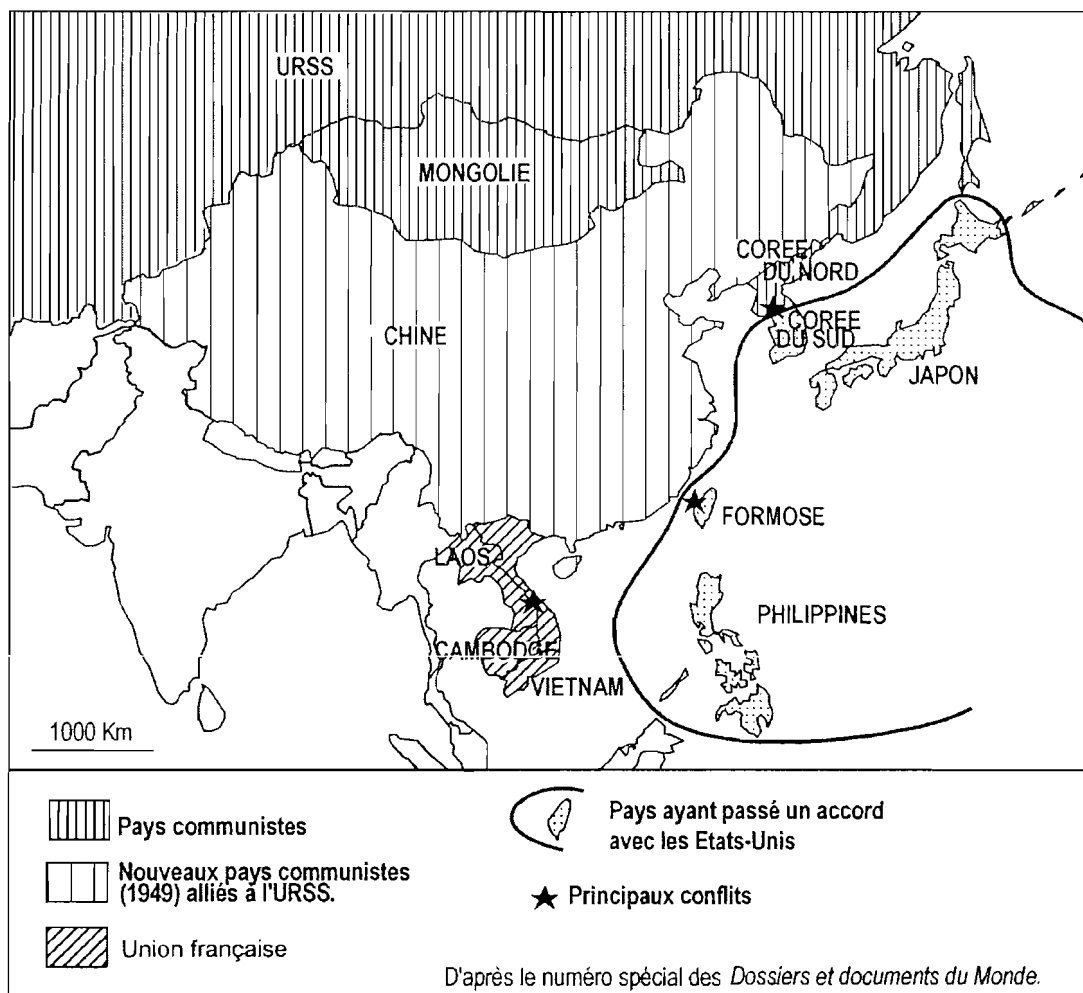 URSS
MONGOLIE
COREE
DU NORD
CHINE
COREE
DU SUD
JAPON
FORMOSE
LAOS
PHILIPPINES
CAMBODGE
VIETNAM
1000 Km
Pays communistes
Nouveaux pays communistes
(1949) alliés à l'URSS.
Union française
Pays ayant passé un accord
avec les Etats-Unis
Principaux conflits
D'après le numéro spécial des Dossiers et documents du Monde.